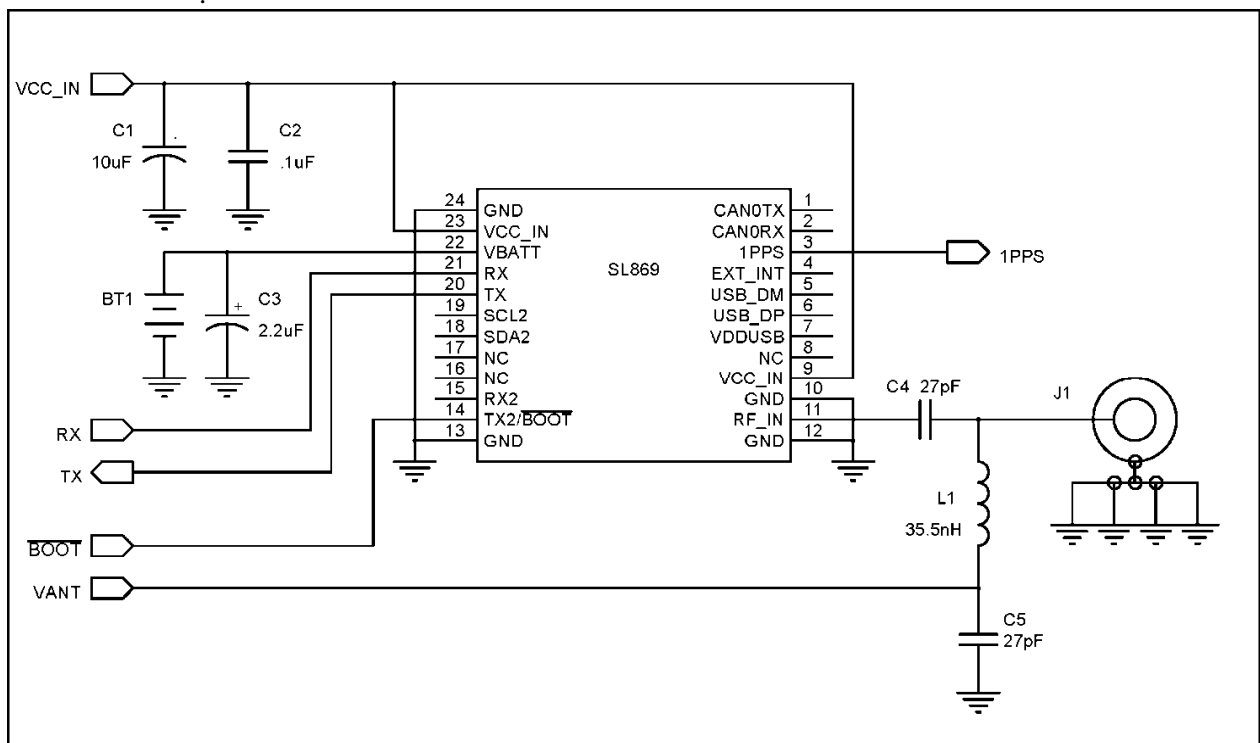 VCC_IN
C1
10uF
C2
.1uF
24
GND
23
VCC_IN
22
VBATT
21
RX
20
TX
19
SCL2
18
SDA2
17
NC
16
NC
15
RX2
14
TX2/BOOT
13
GND
SL869
CAN0TX
1
CAN0RX
2
1PPS
3
EXT_INT
4
USB_DM
5
USB_DP
6
VDDUSB
7
NC
8
VCC_IN
9
GND
10
RF_IN
11
GND
12
1PPS
BT1
+
C3
2.2uF
C4 27pF
J1
RX
TX
L1
35.5nH
BOOT
VANT
C5
27pF